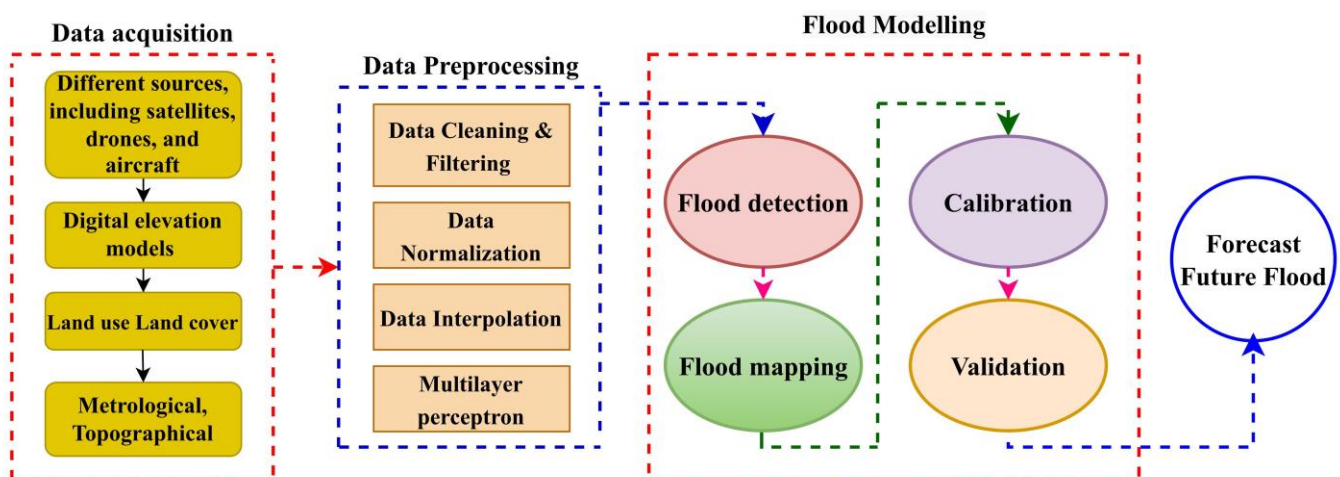 Data acquisition
Different sources,
including satellites,
drones, and
aircraft
Digital elevation
models
Land use Land cover
Metrological,
Topographical
Data Preprocessing
Data Cleaning &
Filtering
Data
Normalization
Data Interpolation
Multilayer
perceptron
Flood Modelling
Flood detection
Flood mapping
Calibration
Validation
Forecast
Future Flood